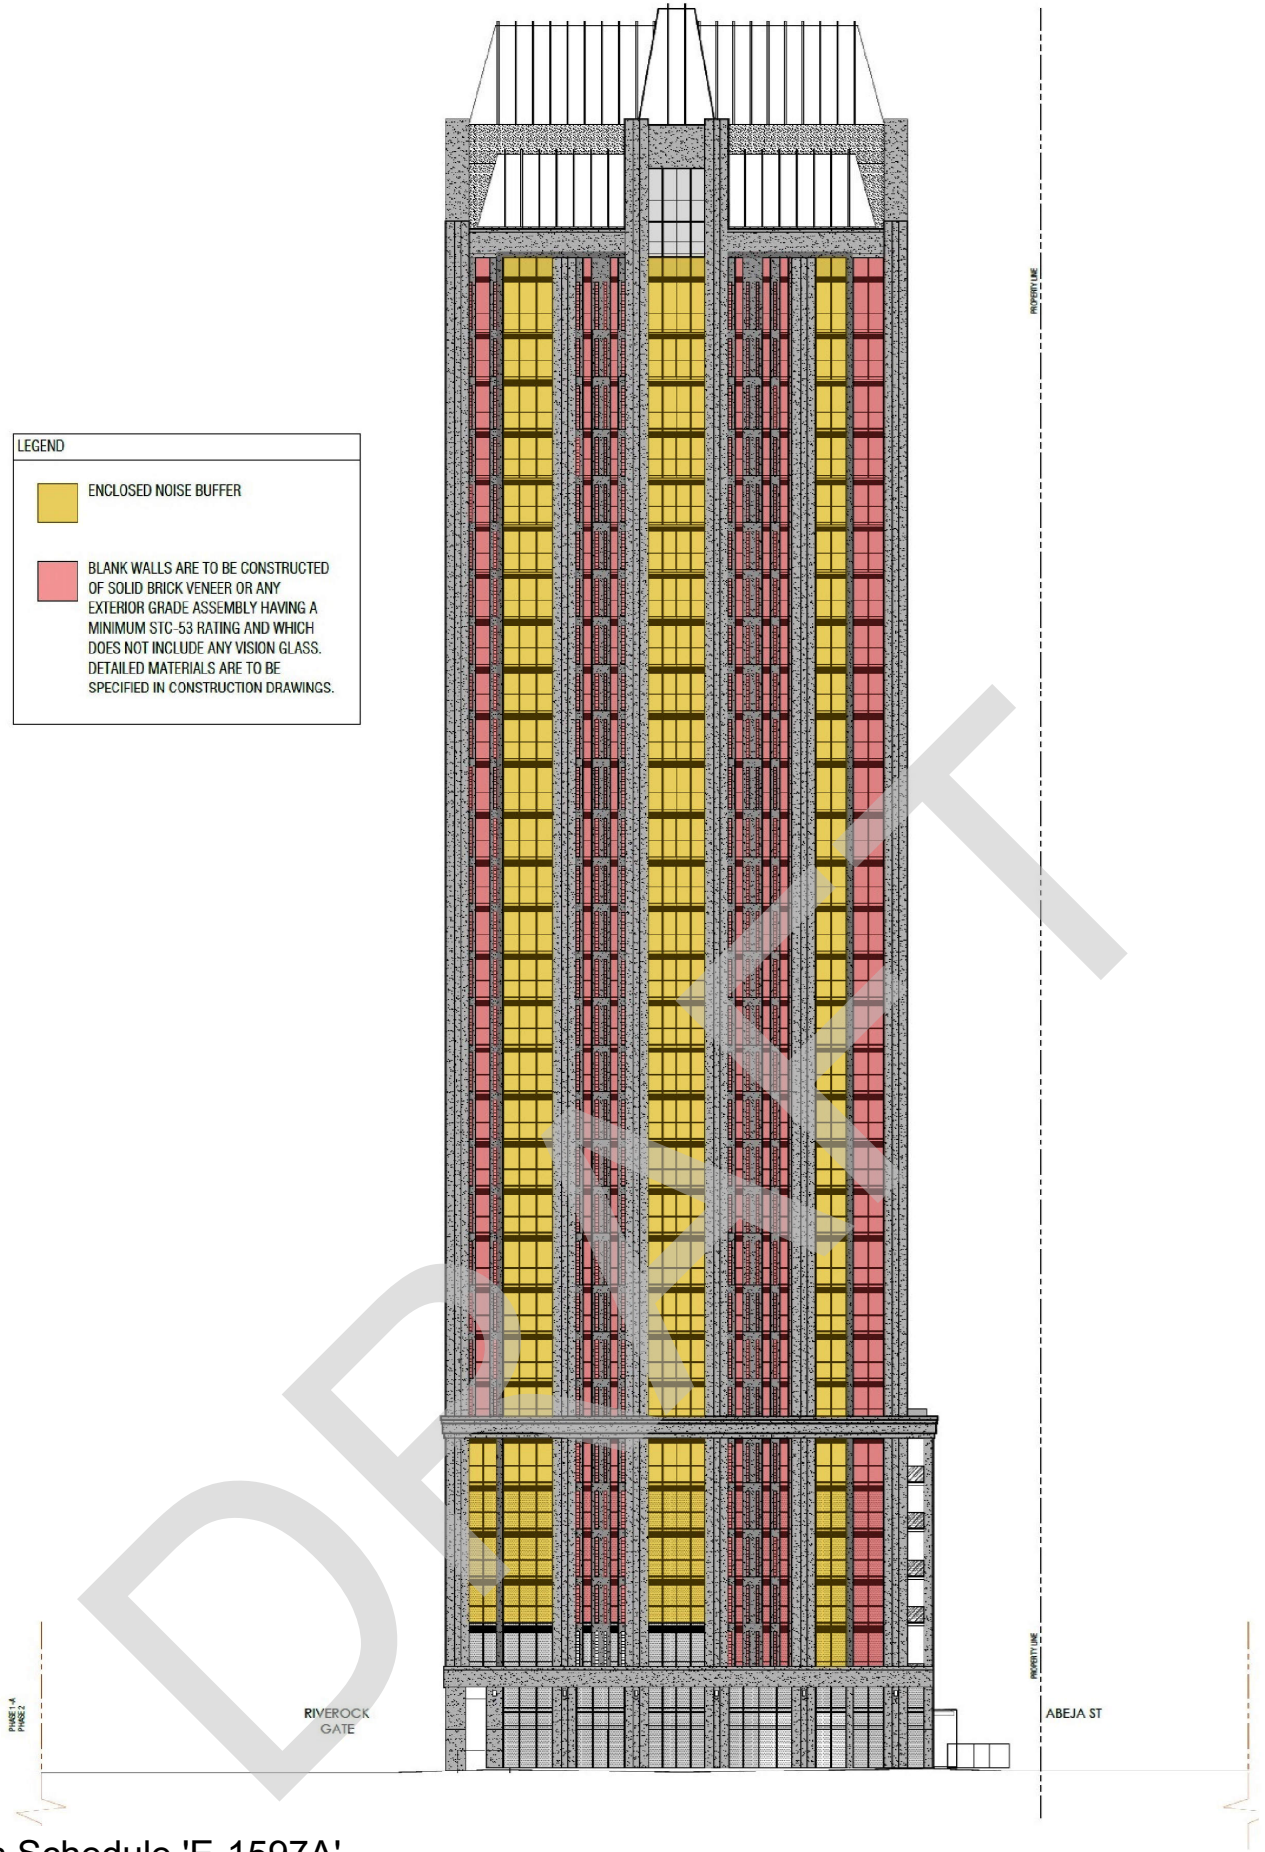 PROPERTY LINE
LEGEND
ENCLOSED NOISE BUFFER
BLANK WALLS ARE TO BE CONSTRUCTED
OF SOLID BRICK VENEER OR ANY
EXTERIOR GRADE ASSEMBLY HAVING A
MINIMUM STC-53 RATING AND WHICH
DOES NOT INCLUDE ANY VISION GLASS.
DETAILED MATERIALS ARE TO BE
SPECIFIED IN CONSTRUCTION DRAWINGS.
DRAFT
PROPERTY LINE
PHASE 1-A
PHASE 2
RIVEROCK
GATE
ABEJA ST
Schedule 'E-1597A'